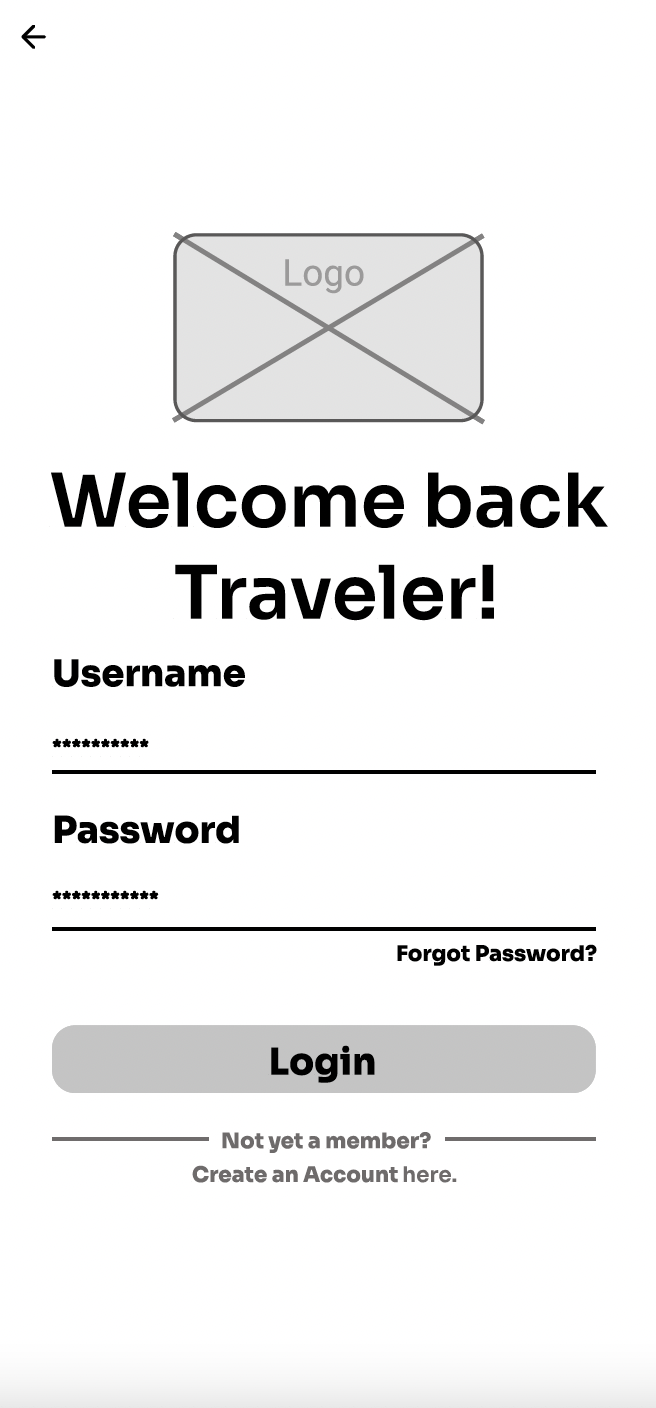 Logo
Welcome back
Traveler!
Username
**********
Password
***********
Forgot Password?
Login
Not yet a member?
Create an Account here.